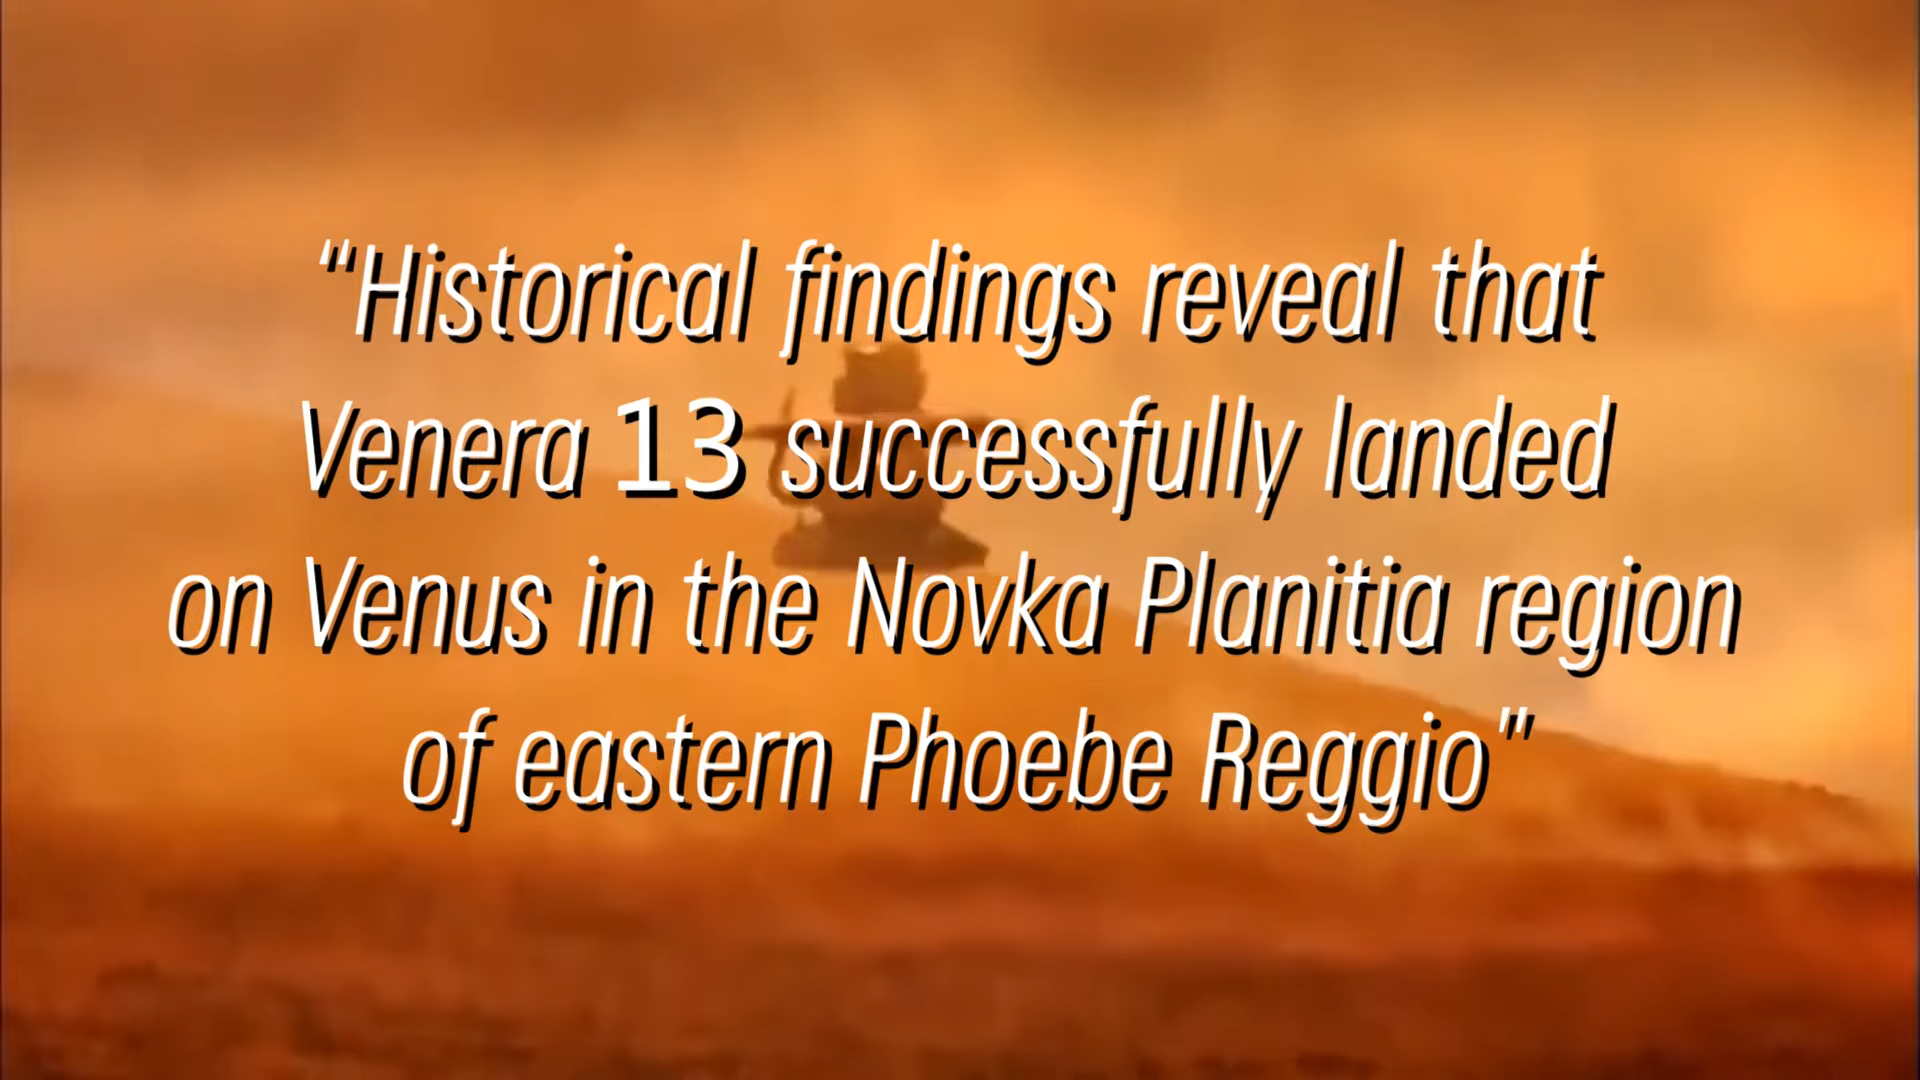 "Historical findings reveal that
Venera 13 successfully landed
on Venus in the Novka Planitia region
of eastern Phoebe Reggio"